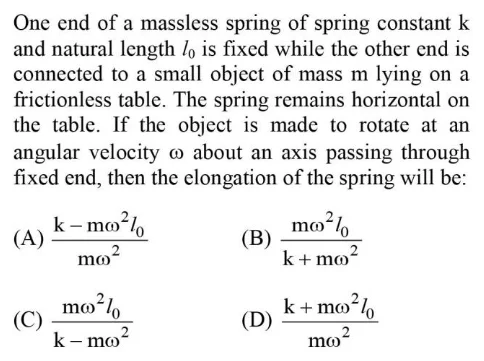 One end of a massless spring of spring constant k
and natural length l₀ is fixed while the other end is
connected to a small object of mass m lying on a
frictionless table. The spring remains horizontal on
the table. If the object is made to rotate at an
angular velocity ω about an axis passing through
fixed end, then the elongation of the spring will be:
(A) (k − mω²l₀) / (mω²) (B) (mω²l₀) / (k + mω²)
(C) (mω²l₀) / (k − mω²) (D) (k + mω²l₀) / (mω²)